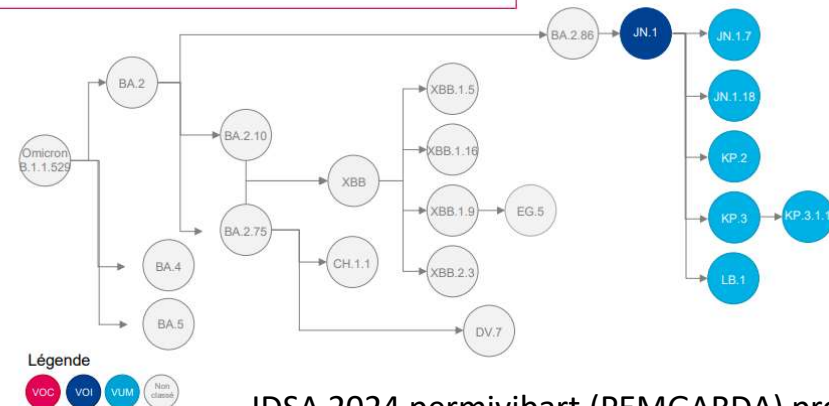 BA.2.86
JN.1
JN.1.7
BA.2
XBB.1.5
JN.1.18
BA.2.10
Omicron
B.1.1.529
XBB.1.16
KP.2
XBB
XBB.1.9
EG.5
KP.3
KP.3.1.1
BA.2.75
BA.4
CH.1.1
XBB.2.3
LB.1
BA.5
DV.7
Légende
VOC
VOI
VUM
Non
classé